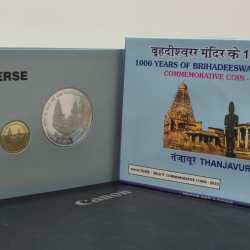 ERSE
बृहदीश्वर मंदिर के 1
1000 YEARS OF BRIHADEESWA
COMMEMORATIVE COIN -
तंजावूर THANJAVUR
Canon